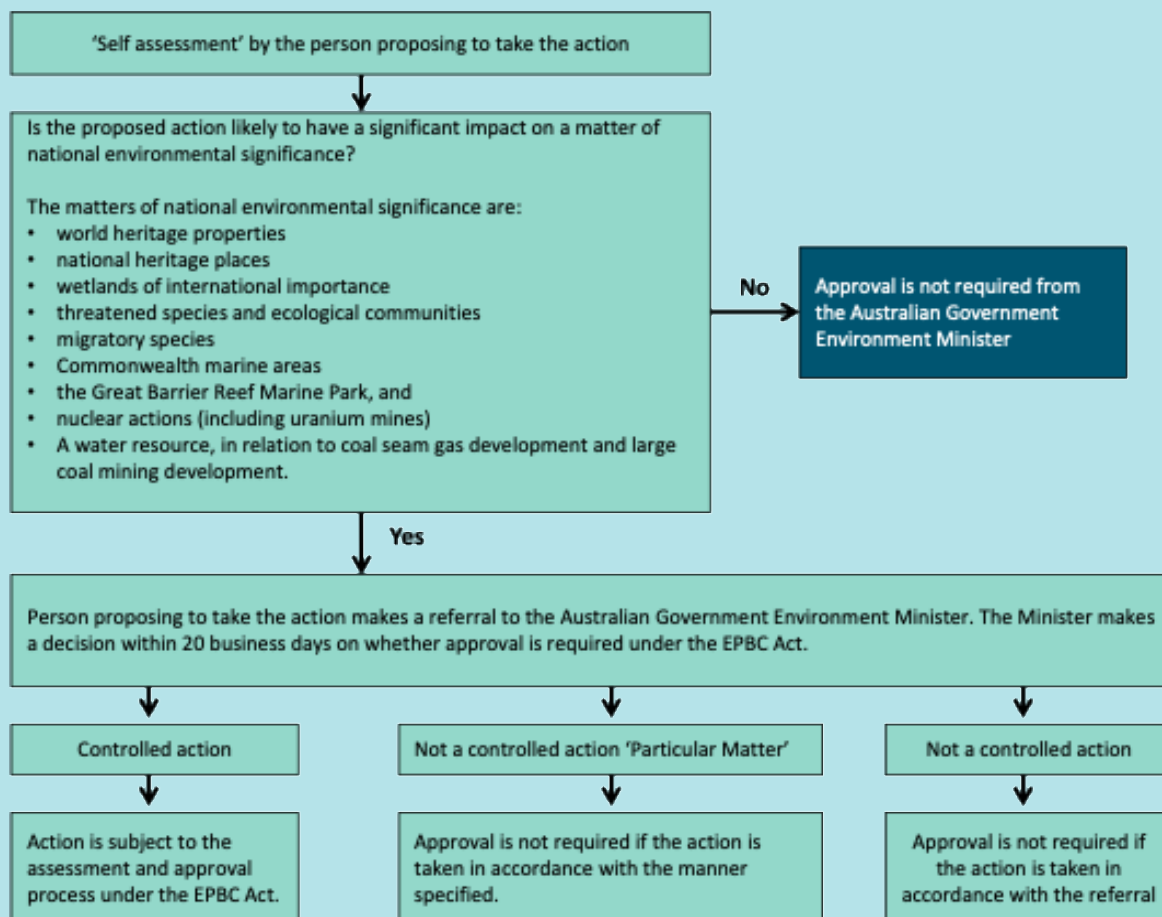 ‘Self assessment’ by the person proposing to take the action
Is the proposed action likely to have a significant impact on a matter of
national environmental significance?
The matters of national environmental significance are:
• world heritage properties
• national heritage places
• wetlands of international importance
• threatened species and ecological communities
• migratory species
• Commonwealth marine areas
• the Great Barrier Reef Marine Park, and
• nuclear actions (including uranium mines)
• A water resource, in relation to coal seam gas development and large
coal mining development.
No
Approval is not required from
the Australian Government
Environment Minister
Yes
Person proposing to take the action makes a referral to the Australian Government Environment Minister. The Minister makes
a decision within 20 business days on whether approval is required under the EPBC Act.
Controlled action
Not a controlled action ‘Particular Matter’
Not a controlled action
Action is subject to the
assessment and approval
process under the EPBC Act.
Approval is not required if the action is
taken in accordance with the manner
specified.
Approval is not required if
the action is taken in
accordance with the referral